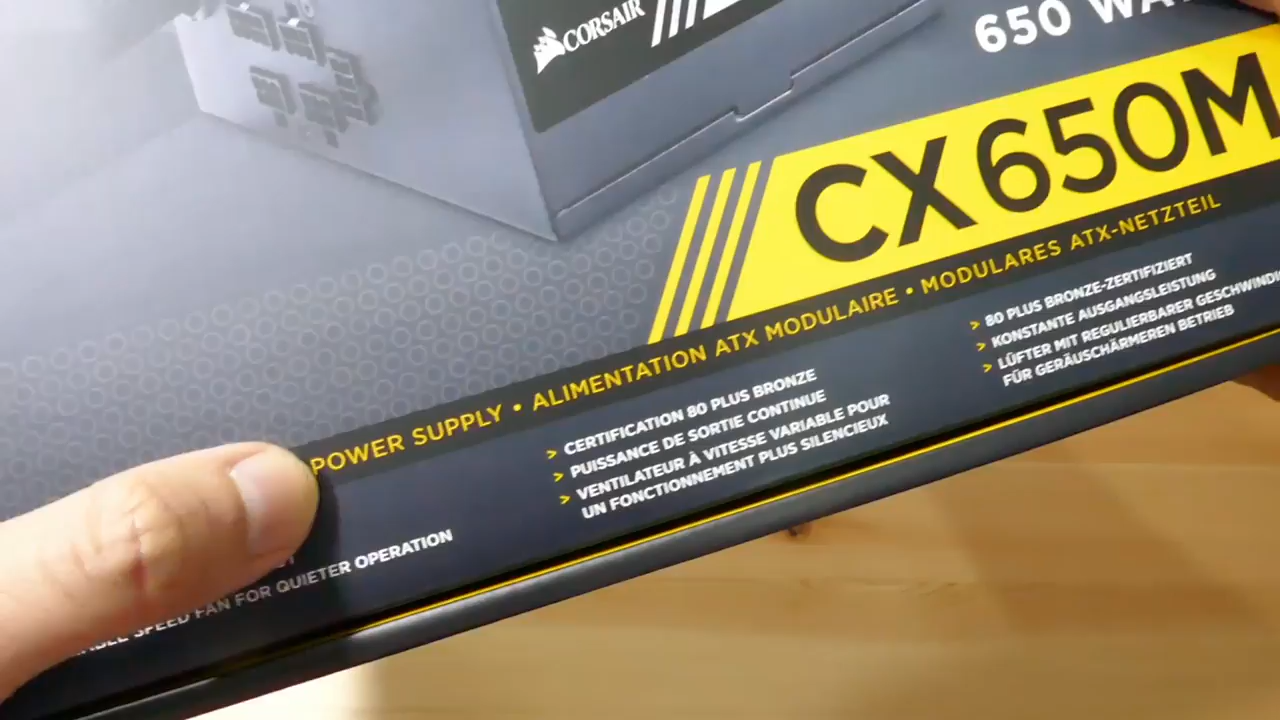 CORSAIR
650
CX650M
POWER SUPPLY • ALIMENTATION ATX MODULAIRE • MODULARES ATX-NETZTEIL
SPEED FAN FOR QUIETER OPERATION
> CERTIFICATION 80 PLUS BRONZE
> PUISSANCE DE SORTIE CONTINUE
> VENTILATEUR À VITESSE VARIABLE POUR
UN FONCTIONNEMENT PLUS SILENCIEUX
> 80 PLUS BRONZE-ZERTIFIZIERT
> KONSTANTE AUSGANGSLEISTUNG
> LÜFTER MIT REGULIERBARER GESCHWINDI
FÜR GERÄUSCHÄRMEREN BETRIEB